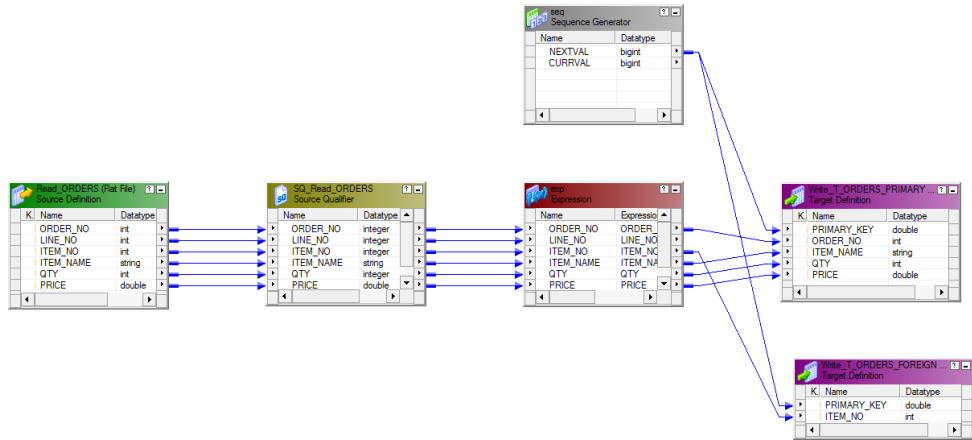 seq
Sequence Generator
Name Datatype
NEXTVAL bigint
CURRVAL bigint
Read_ORDERS (Flat File)
Source Definition
K. Name Datatype
ORDER_NO int
LINE_NO int
ITEM_NO int
ITEM_NAME string
QTY int
PRICE double
SQ_Read_ORDERS
Source Qualifier
Name Datatype
ORDER_NO integer
LINE_NO integer
ITEM_NO integer
ITEM_NAME string
QTY integer
PRICE double
exp
Expression
Name Expressio
ORDER_NO ORDER_
LINE_NO LINE_NO
ITEM_NO ITEM_NO
ITEM_NAME ITEM_NA
QTY QTY
PRICE PRICE
Write_T_ORDERS_PRIMARY ...
Target Definition
K. Name Datatype
PRIMARY_KEY double
ORDER_NO int
ITEM_NAME string
QTY int
PRICE double
Write_T_ORDERS_FOREIGN ...
Target Definition
K. Name Datatype
PRIMARY_KEY double
ITEM_NO int